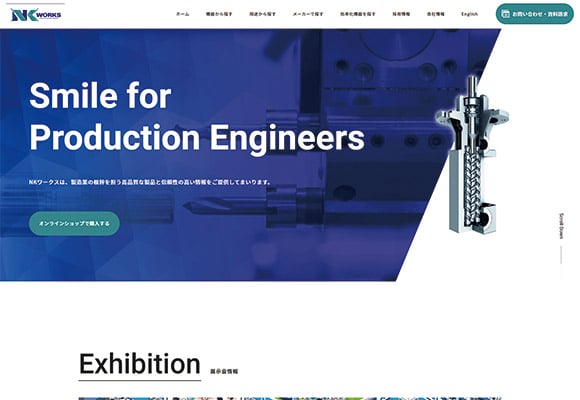 NK WORKS
ホーム
機器から探す
用途から探す
メーカーで探す
効率化機器を探す
採用情報
会社情報
English
お問い合わせ・資料請求
Smile for
Production Engineers
NKワークスは、製造業の根幹を担う高品質な製品と信頼性の高い情報をご提供してまいります。
オンラインショップで購入する
Scroll Down
Exhibition 展示会情報